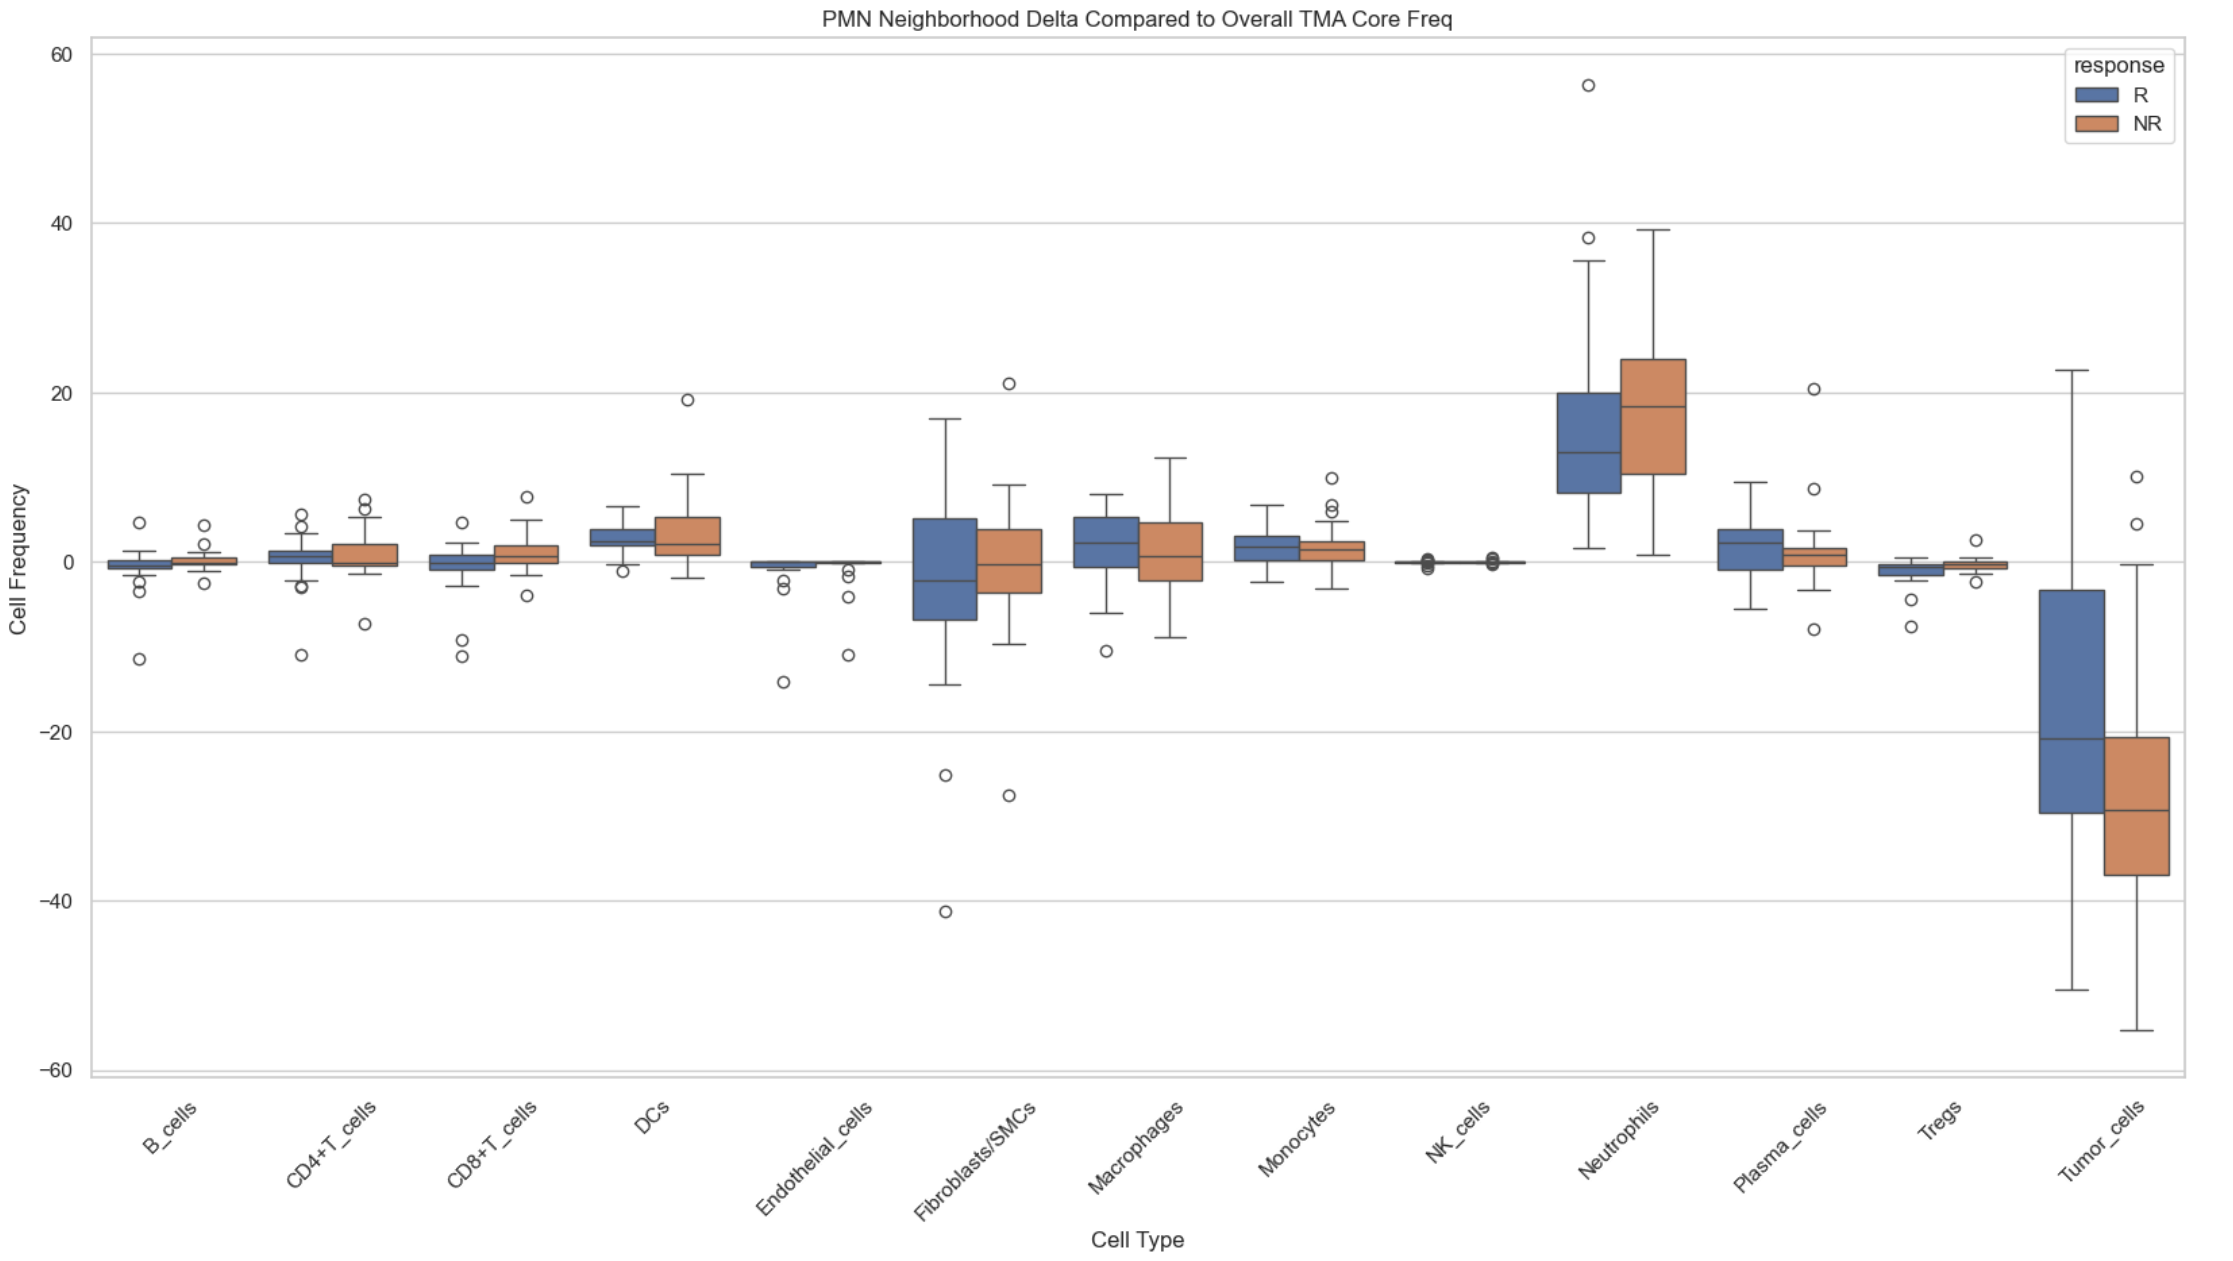 PMN Neighborhood Delta Compared to Overall TMA Core Freq
response
R
NR
60
40
20
0
−20
−40
−60
Cell Frequency
B_cells
CD4+T_cells
CD8+T_cells
DCs
Endothelial_cells
Fibroblasts/SMCs
Macrophages
Monocytes
NK_cells
Neutrophils
Plasma_cells
Tregs
Tumor_cells
Cell Type